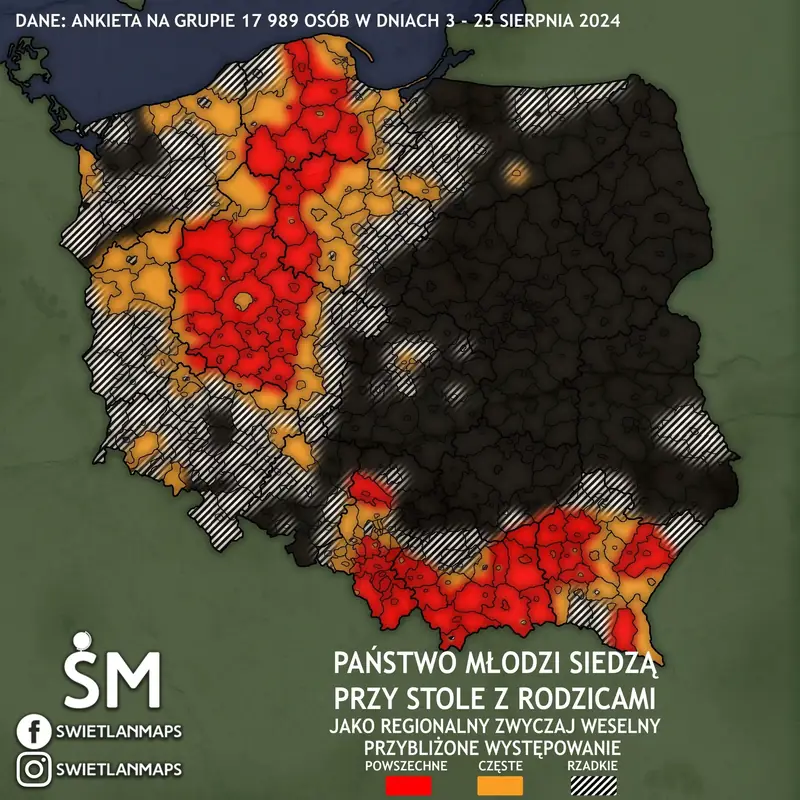 DANE: ANKIETA NA GRUPIE 17 989 OSÓB W DNIACH 3 - 25 SIERPNIA 2024
ŚM
SWIETLANMAPS
SWIETLANMAPS
PAŃSTWO MŁODZI SIEDZĄ
PRZY STOLE Z RODZICAMI
JAKO REGIONALNY ZWYCZAJ WESELNY
PRZYBLIŻONE WYSTĘPOWANIE
POWSZECHNE CZĘSTE RZADKIE